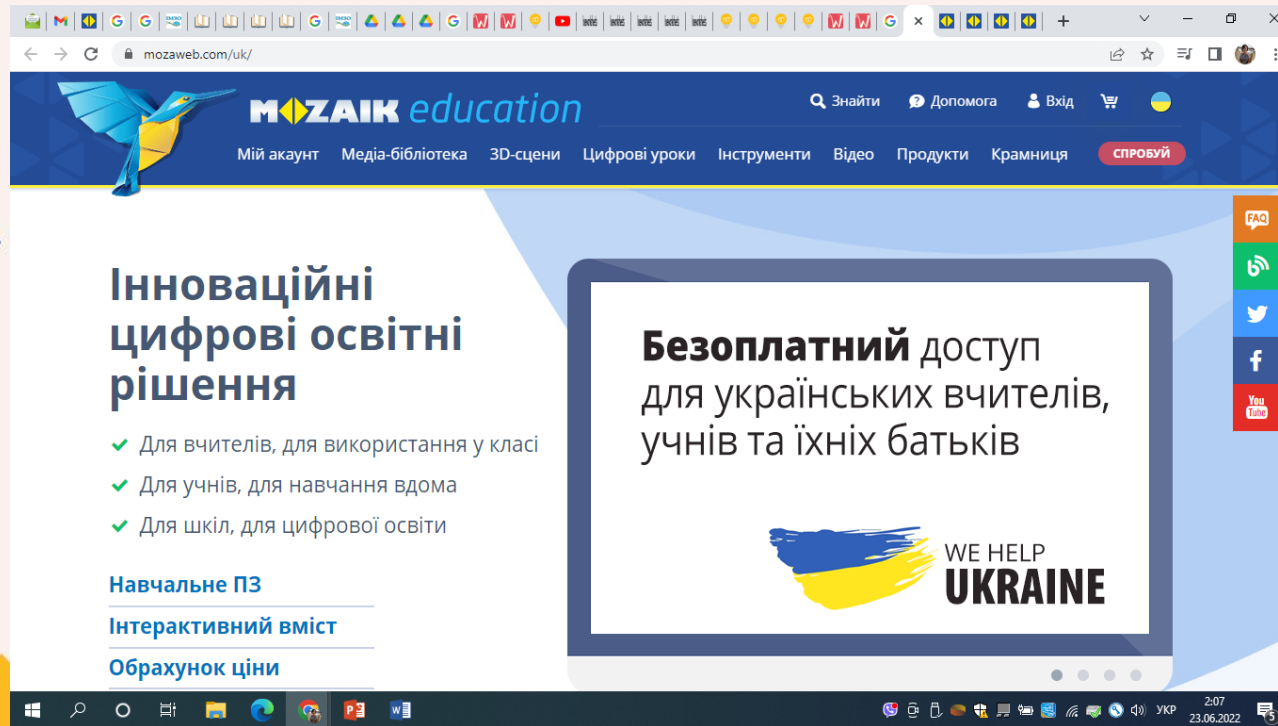 mozaweb.com/uk/
MOZAIK education
Знайти Допомога Вхід
Мій акаунт Медіа-бібліотека 3D-сцени Цифрові уроки Інструменти Відео Продукти Крамниця СПРОБУЙ
FAQ
Інноваційні
цифрові освітні
рішення
Для вчителів, для використання у класі
Для учнів, для навчання вдома
Для шкіл, для цифрової освіти
Навчальне ПЗ
Інтерактивний вміст
Обрахунок ціни
Безоплатний доступ
для українських вчителів,
учнів та їхніх батьків
WE HELP
UKRAINE
You
Tube
УКР
2:07
23.06.2022